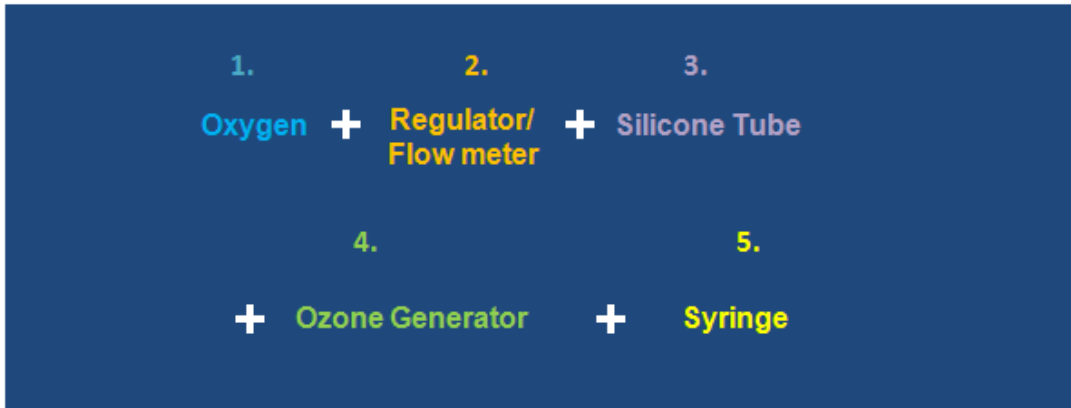 1. 2. 3.
Oxygen + Regulator/ Flow meter + Silicone Tube
4. 5.
+ Ozone Generator + Syringe